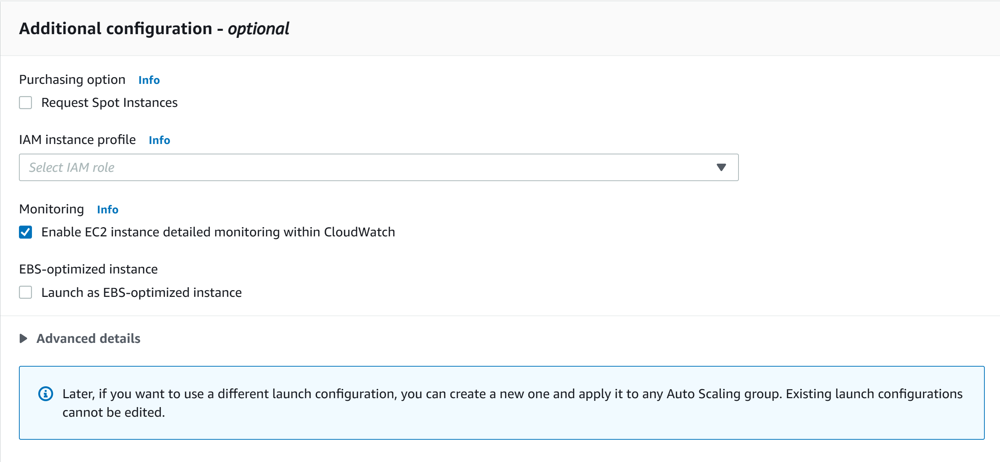 Additional configuration - optional
Purchasing option Info
Request Spot Instances
IAM instance profile Info
Select IAM role
Monitoring Info
Enable EC2 instance detailed monitoring within CloudWatch
EBS-optimized instance
Launch as EBS-optimized instance
Advanced details
Later, if you want to use a different launch configuration, you can create a new one and apply it to any Auto Scaling group. Existing launch configurations
cannot be edited.